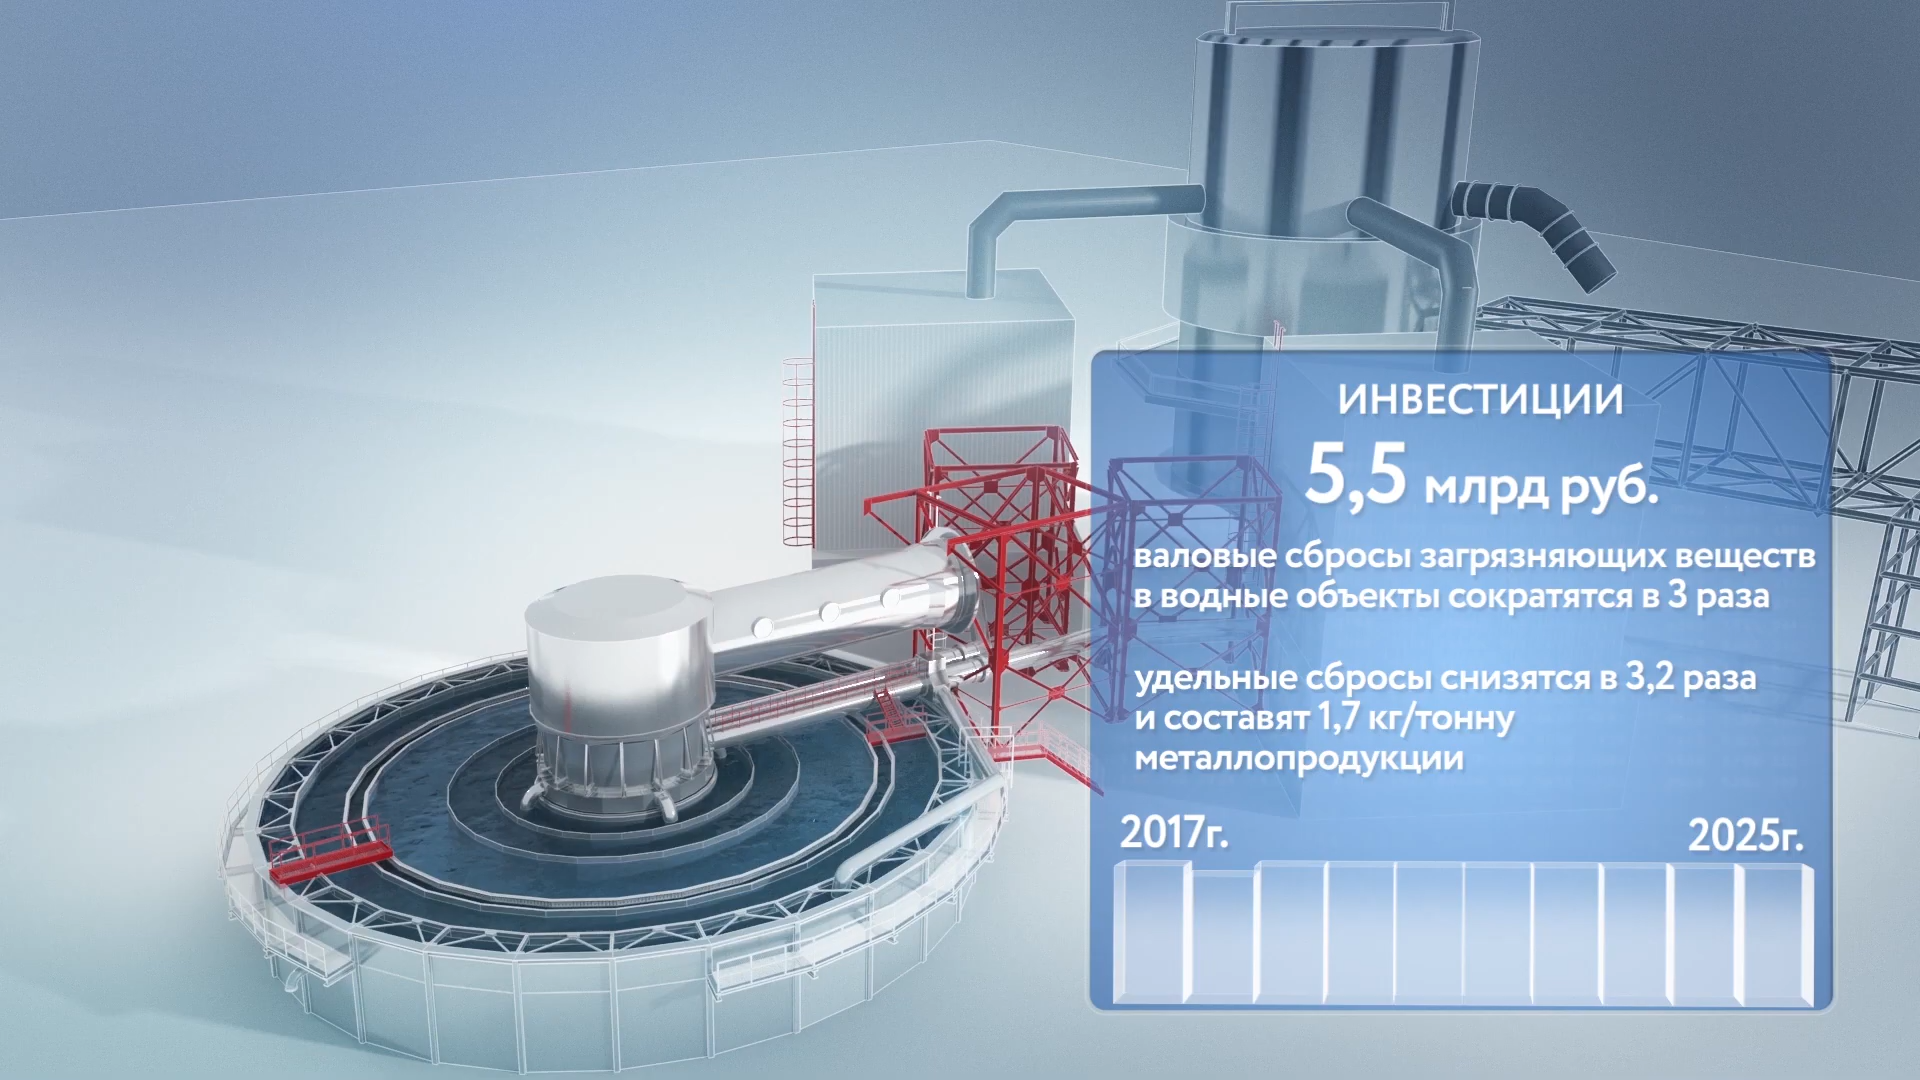 ИНВЕСТИЦИИ
5,5 млрд руб.
валовые сбросы загрязняющих веществ
в водные объекты сократятся в 3 раза
удельные сбросы снизятся в 3,2 раза
и составят 1,7 кг/тонну
металлопродукции
2017г.
2025г.